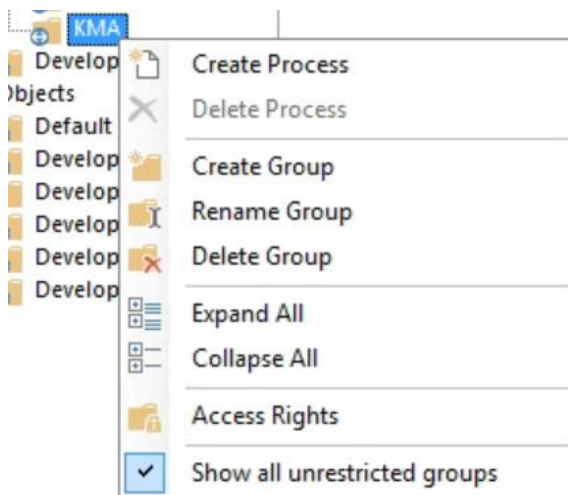 KMA
Develop
Objects
Default
Develop
Develop
Develop
Develop
Develop
Create Process
Delete Process
Create Group
Rename Group
Delete Group
Expand All
Collapse All
Access Rights
Show all unrestricted groups